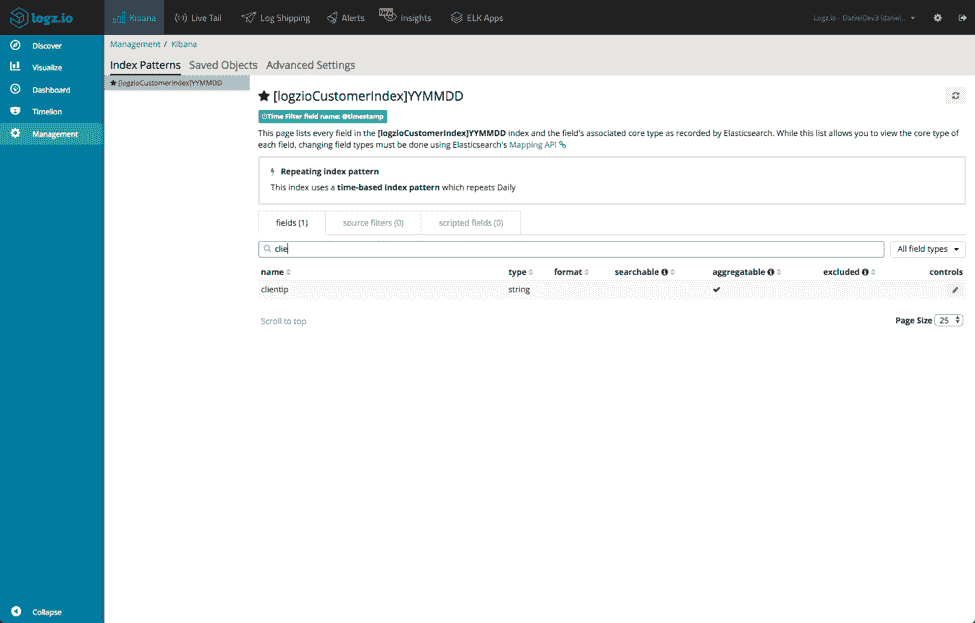 logz.io Kibana Live Tail Log Shipping Alerts New Insights ELK Apps Logz.io - DanielDev3 (daniel...
Discover
Visualize
Dashboard
Timelion
Management
Collapse
Management / Kibana
Index Patterns Saved Objects Advanced Settings
[logzioCustomerIndex]YYMMDD
[logzioCustomerIndex]YYMMDD
Time Filter field name: @timestamp
This page lists every field in the [logzioCustomerIndex]YYMMDD index and the field's associated core type as recorded by Elasticsearch. While this list allows you to view the core type of
each field, changing field types must be done using Elasticsearch's Mapping API
Repeating index pattern
This index uses a time-based index pattern which repeats Daily
fields (1) source filters (0) scripted fields (0)
clie All field types
name type format searchable aggregatable excluded controls
clientip string
Scroll to top Page Size 25